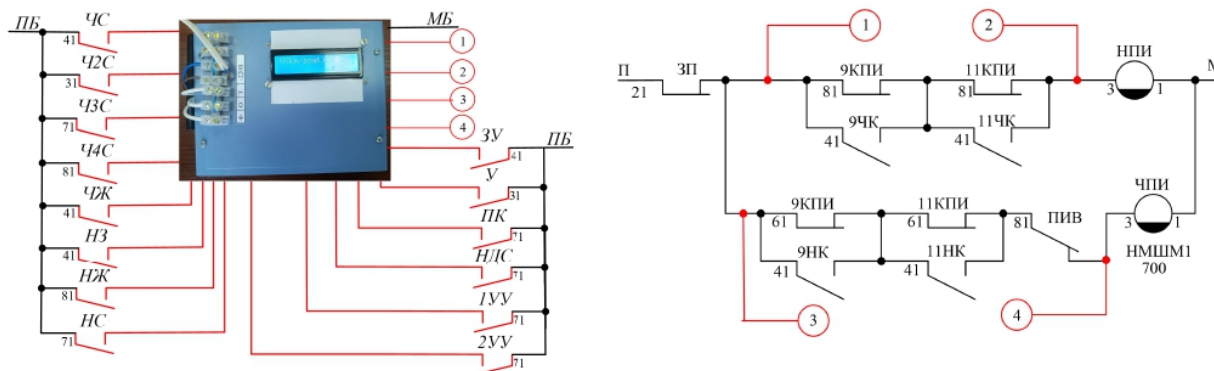 ПБ
ЧС
41
Ч2С
31
Ч3С
71
Ч4С
81
ЧЖ
41
НЗ
41
НЖ
81
НС
71
МБ
1
2
3
4
ЗУ
41
ПБ
У
31
ПК
71
НДС
71
1УУ
71
2УУ
71
1
2
П
21
ЗП
9КПИ
81
11КПИ
81
НПИ
3
1
М
9ЧК
41
11ЧК
41
9КПИ
61
11КПИ
61
81
ПИВ
ЧПИ
3
1
9НК
41
11НК
41
НМШМ1
700
3
4